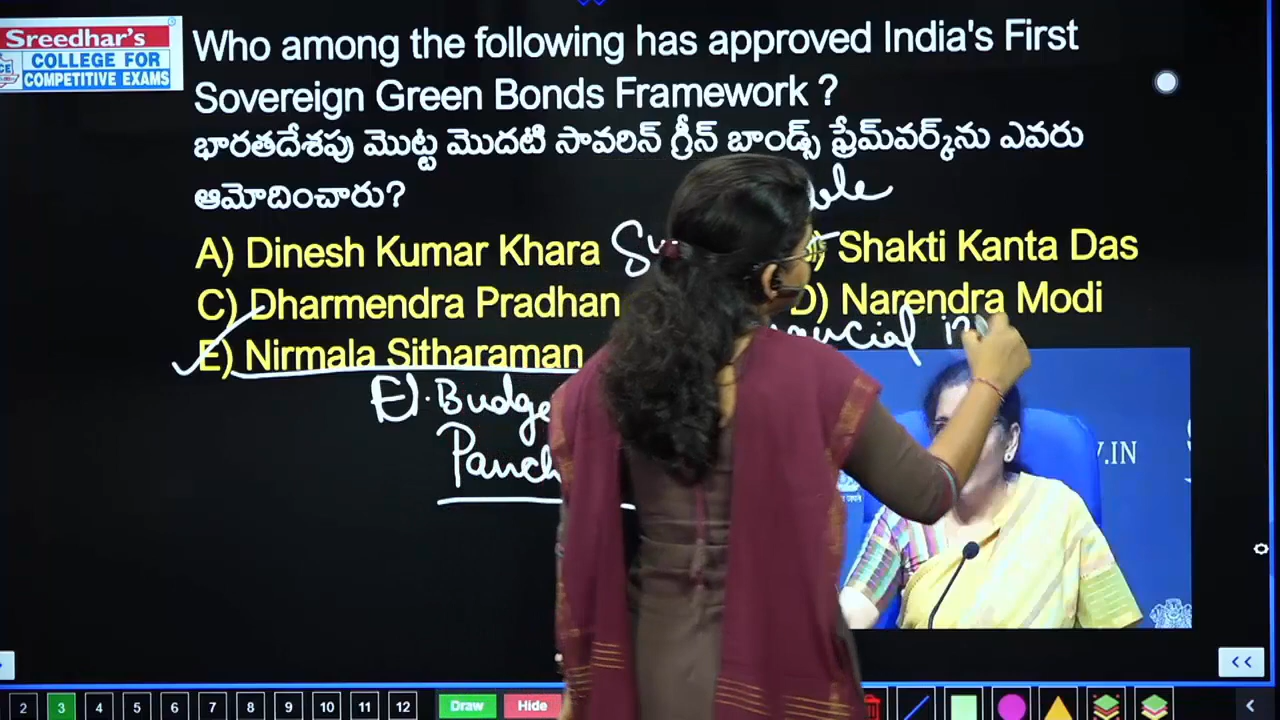 Sreedhar's
COLLEGE FOR
COMPETITIVE EXAMS
Who among the following has approved India's First
Sovereign Green Bonds Framework ?
భారతదేశపు మొట్ట మొదటి సావరిన్ గ్రీన్ బాండ్స్ ఫ్రేమ్‌వర్క్‌ను ఎవరు
ఆమోదించారు?
A) Dinesh Kumar Khara
) Shakti Kanta Das
C) Dharmendra Pradhan
D) Narendra Modi
E) Nirmala Sitharaman
E).
.IN
2 3 4 5 6 7 8 9 10 11 12 Draw Hide